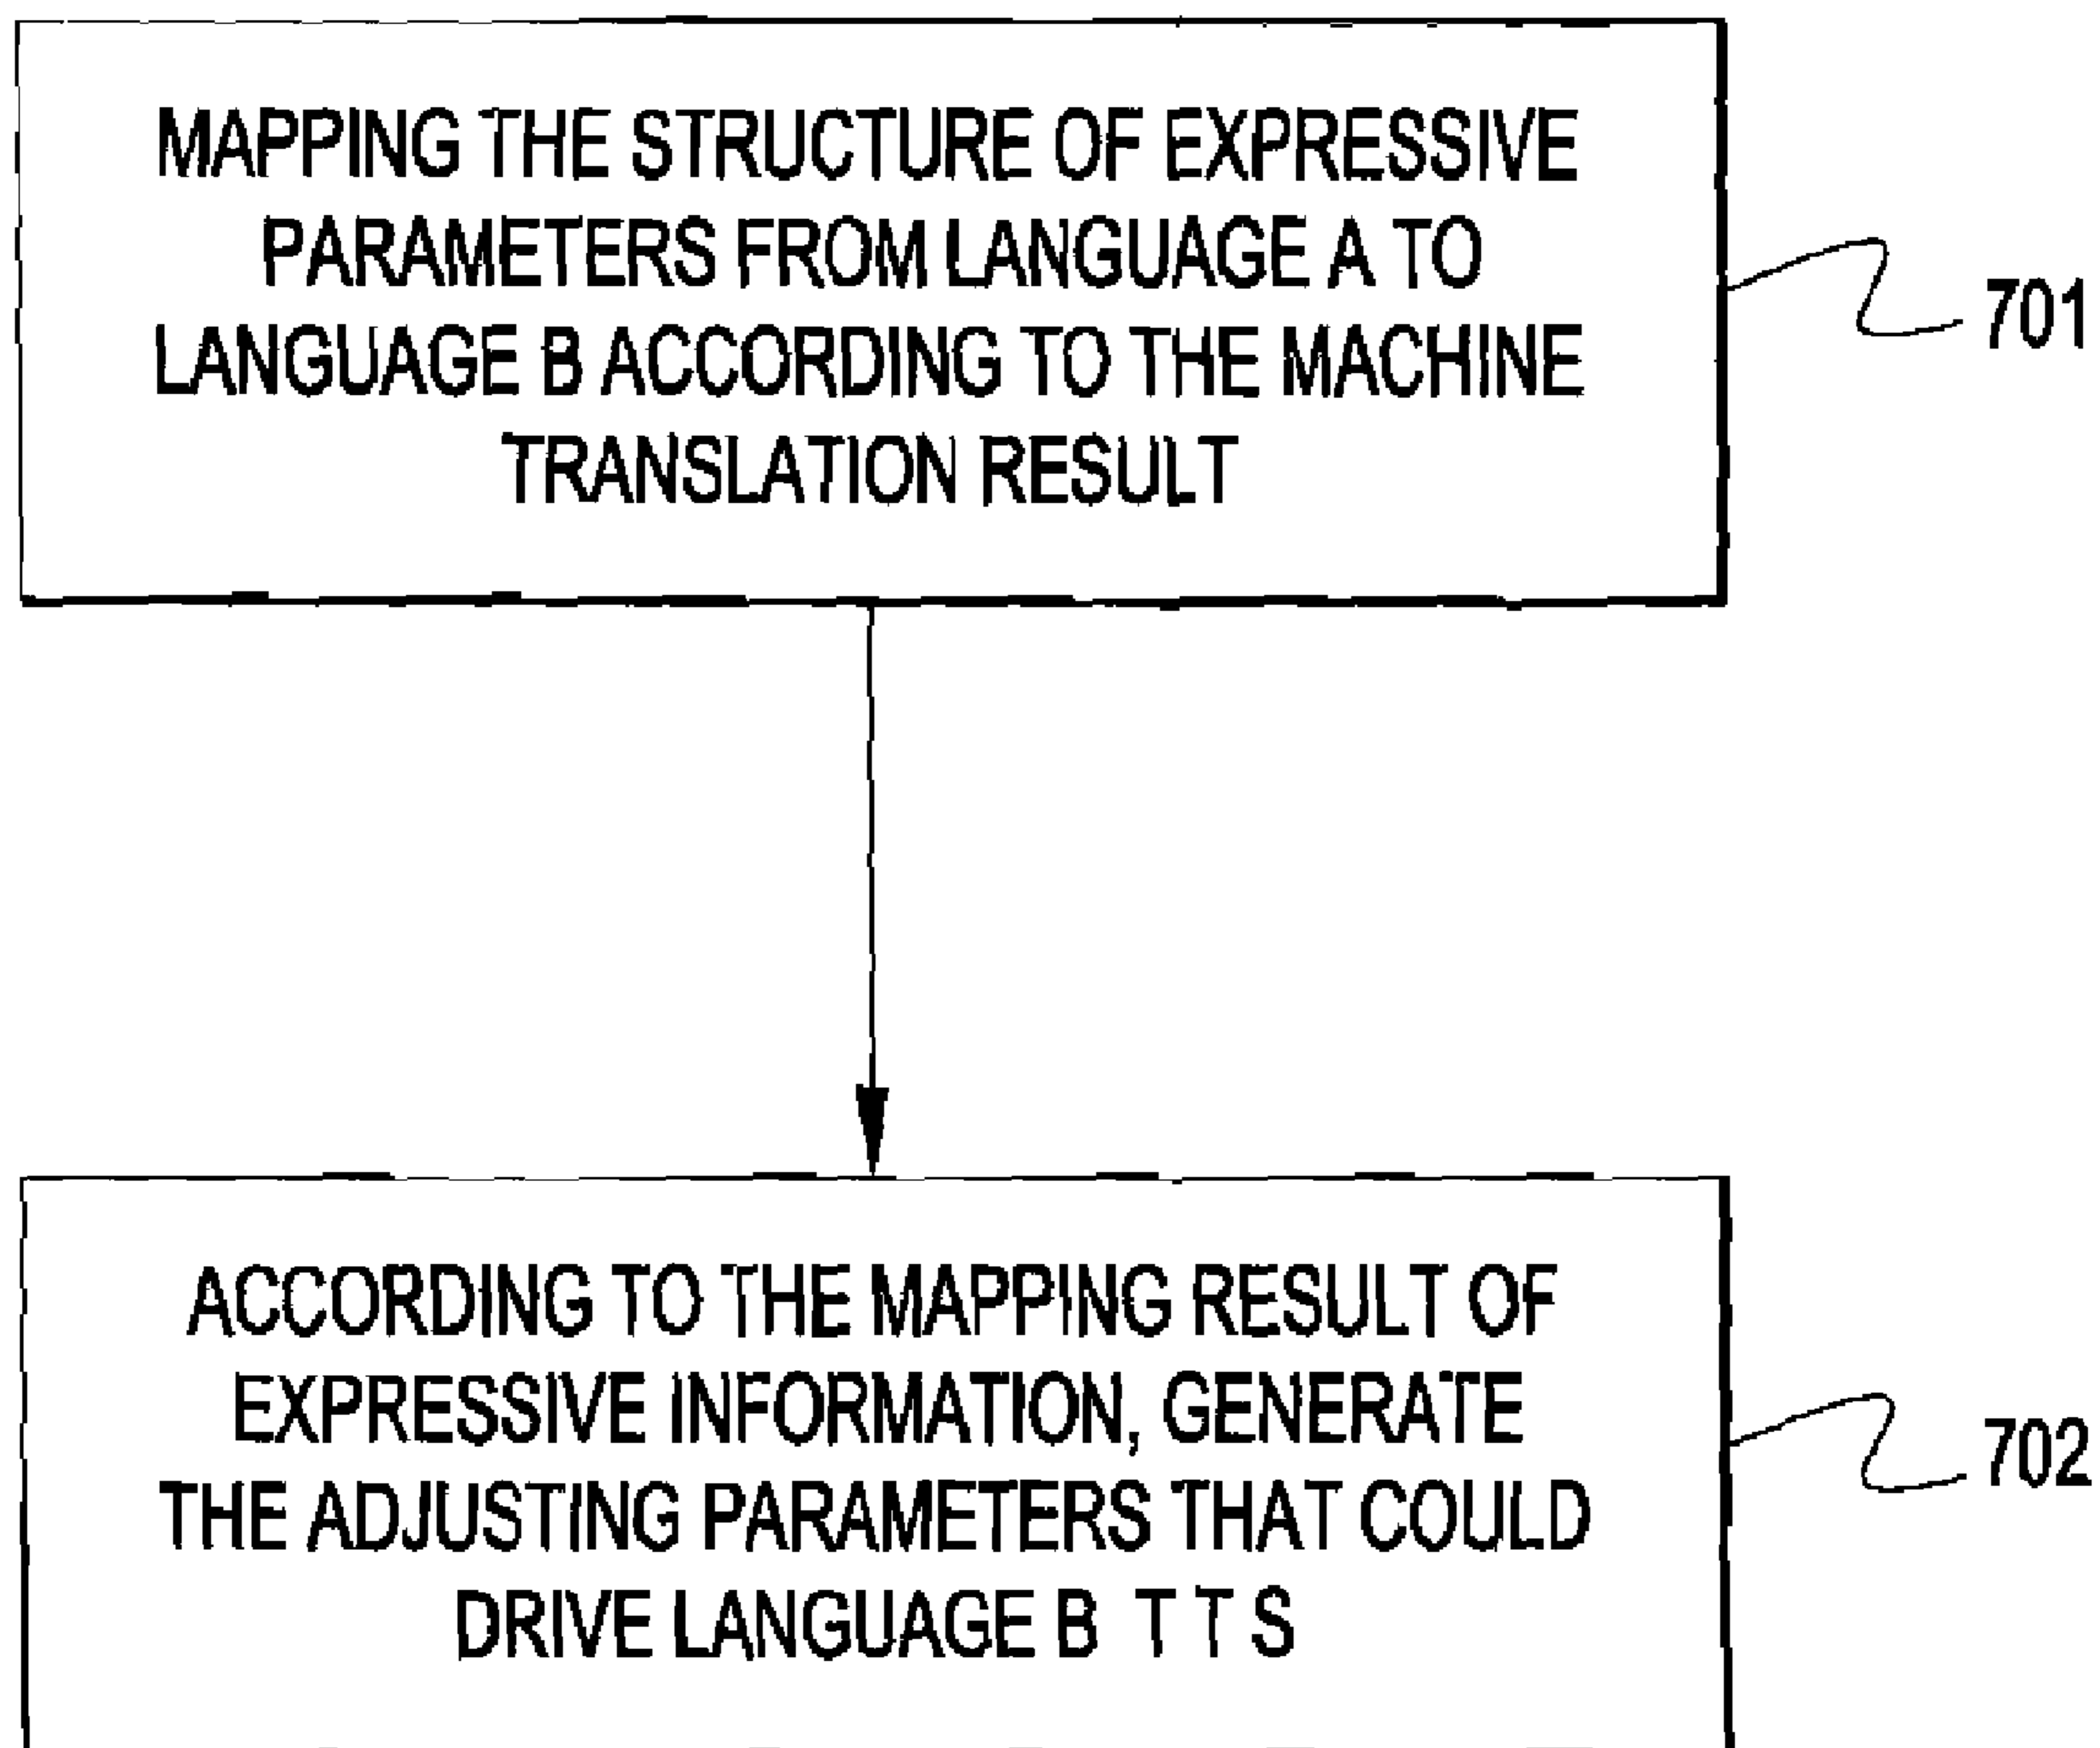 MAPPING THE STRUCTURE OF EXPRESSIVE
PARAMETERS FROM LANGUAGE A TO
LANGUAGE B ACCORDING TO THE MACHINE
TRANSLATION RESULT
701
ACCORDING TO THE MAPPING RESULT OF
EXPRESSIVE INFORMATION, GENERATE
THE ADJUSTING PARAMETERS THAT COULD
DRIVE LANGUAGE B T T S
702